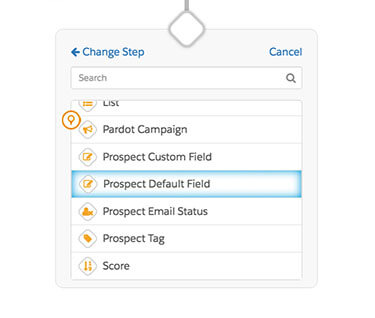 Change Step
Cancel
Search
List
Pardot Campaign
Prospect Custom Field
Prospect Default Field
Prospect Email Status
Prospect Tag
Score